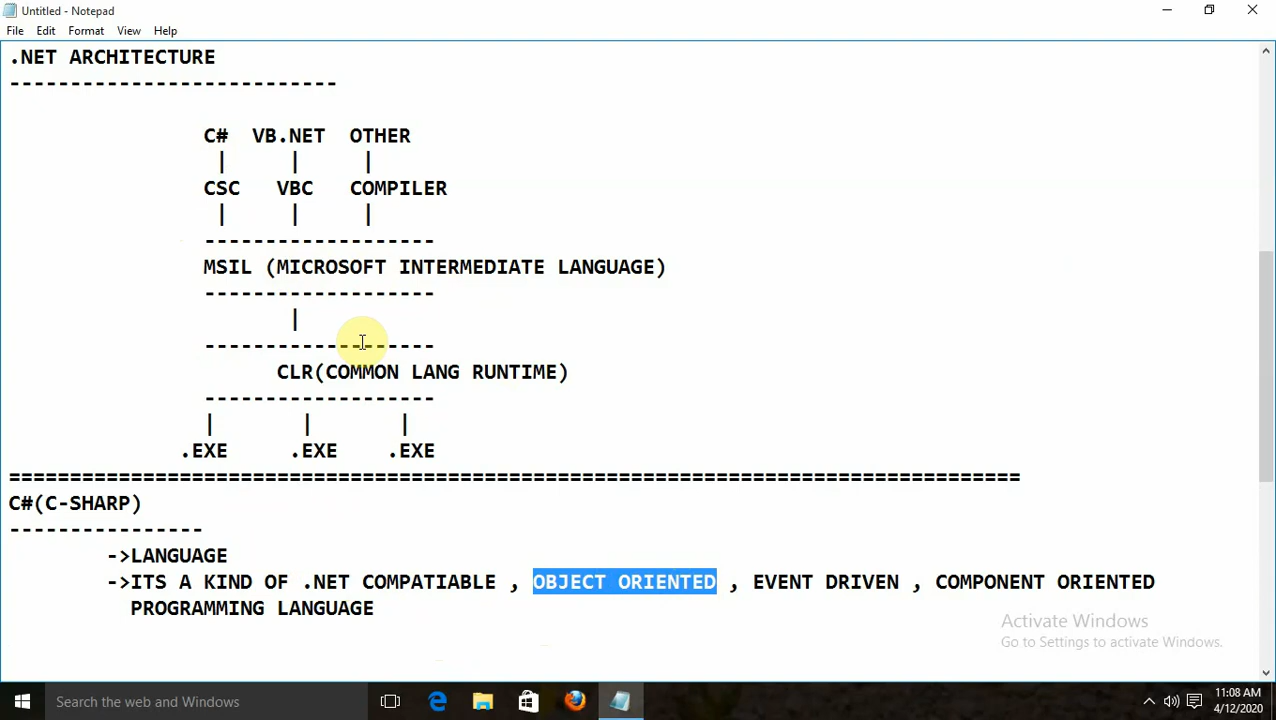 Untitled - Notepad
File Edit Format View Help
.NET ARCHITECTURE
---------------------------
C# VB.NET OTHER
| | |
CSC VBC COMPILER
| | |
-------------------
MSIL (MICROSOFT INTERMEDIATE LANGUAGE)
-------------------
|
-------------------
CLR(COMMON LANG RUNTIME)
-------------------
| | |
.EXE .EXE .EXE
===================================================================================
C#(C-SHARP)
----------------
->LANGUAGE
->ITS A KIND OF .NET COMPATIABLE , OBJECT ORIENTED , EVENT DRIVEN , COMPONENT ORIENTED
PROGRAMMING LANGUAGE
Activate Windows
Go to Settings to activate Windows.
Search the web and Windows
11:08 AM
4/12/2020